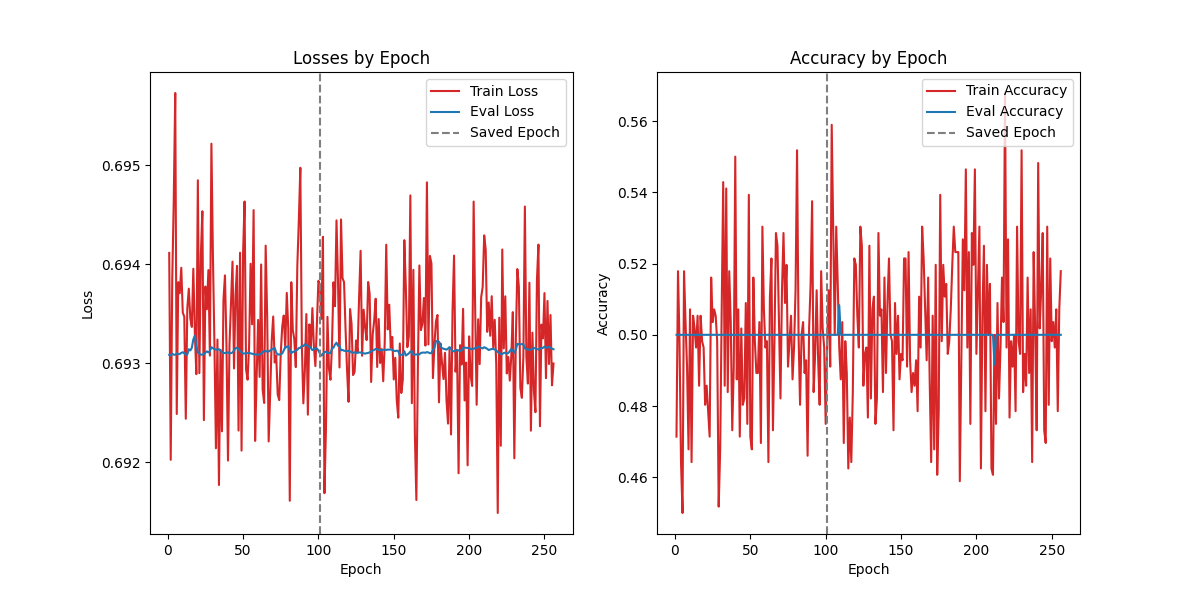 Losses by Epoch
Train Loss
Eval Loss
Saved Epoch
0.695
0.694
0.693
0.692
Loss
0 50 100 150 200 250
Epoch
Accuracy by Epoch
Train Accuracy
Eval Accuracy
Saved Epoch
0.56
0.54
0.52
0.50
0.48
0.46
Accuracy
0 50 100 150 200 250
Epoch